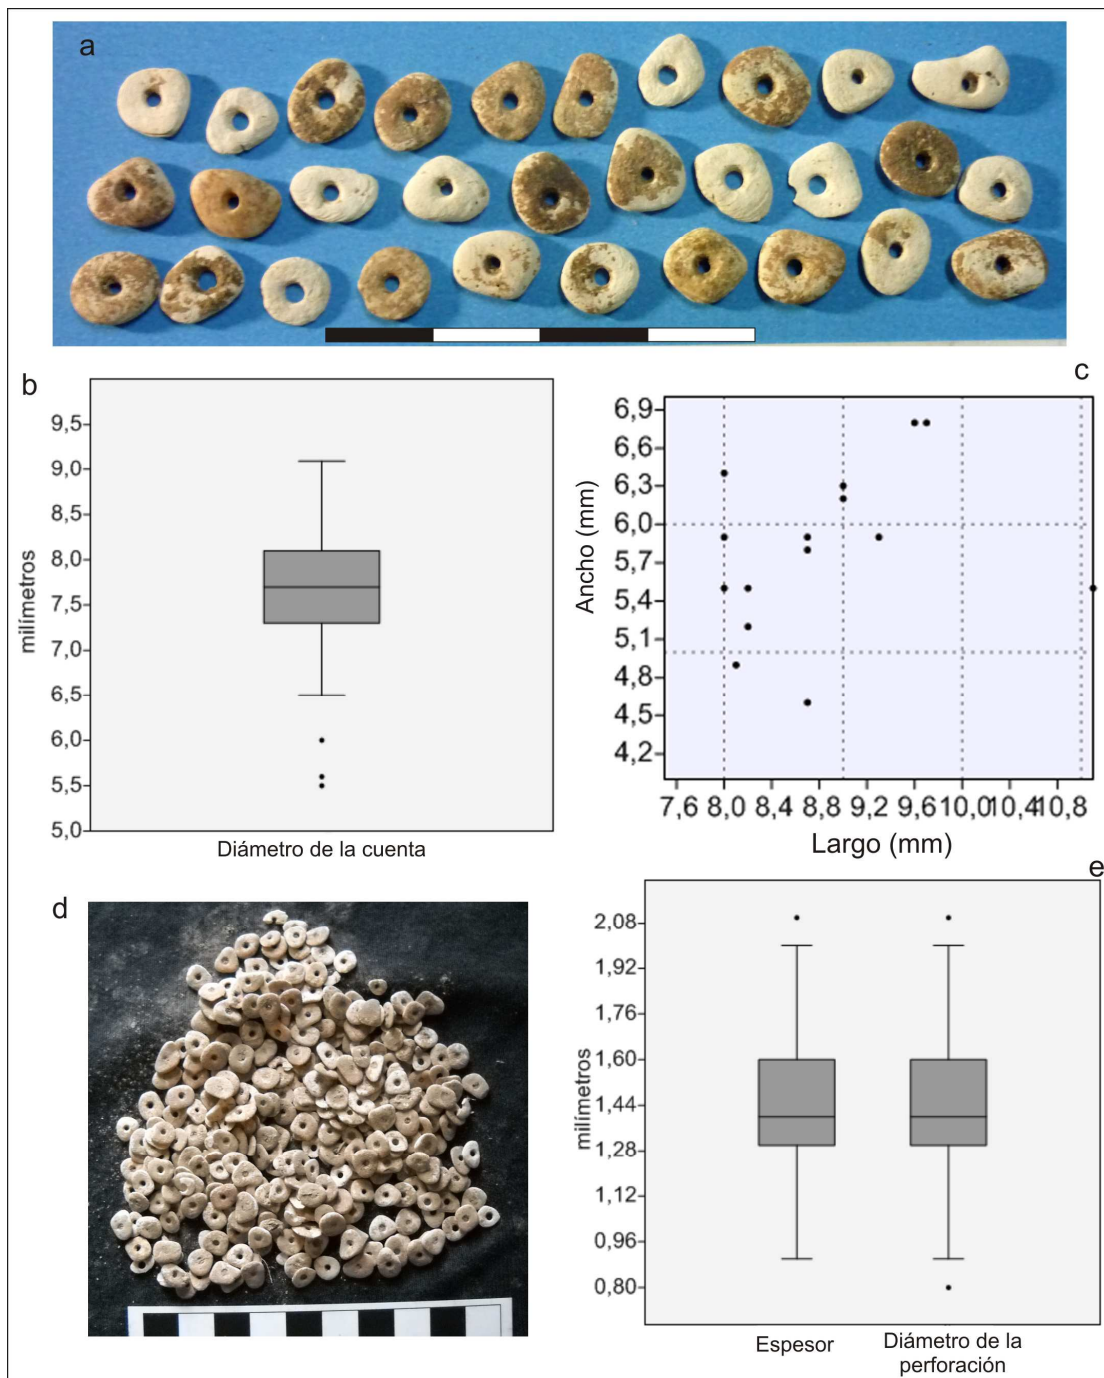 a
b
9,5
9,0
8,5
8,0
7,5
7,0
6,5
6,0
5,5
5,0
milímetros
Diámetro de la cuenta
c
6,9
6,6
6,3
6,0
5,7
5,4
5,1
4,8
4,5
4,2
Ancho (mm)
7,6 8,0 8,4 8,8 9,2 9,6 10,0 10,4 10,8
Largo (mm)
d
e
2,08
1,92
1,76
1,60
1,44
1,28
1,12
0,96
0,80
milímetros
Espesor
Diámetro de la
perforación